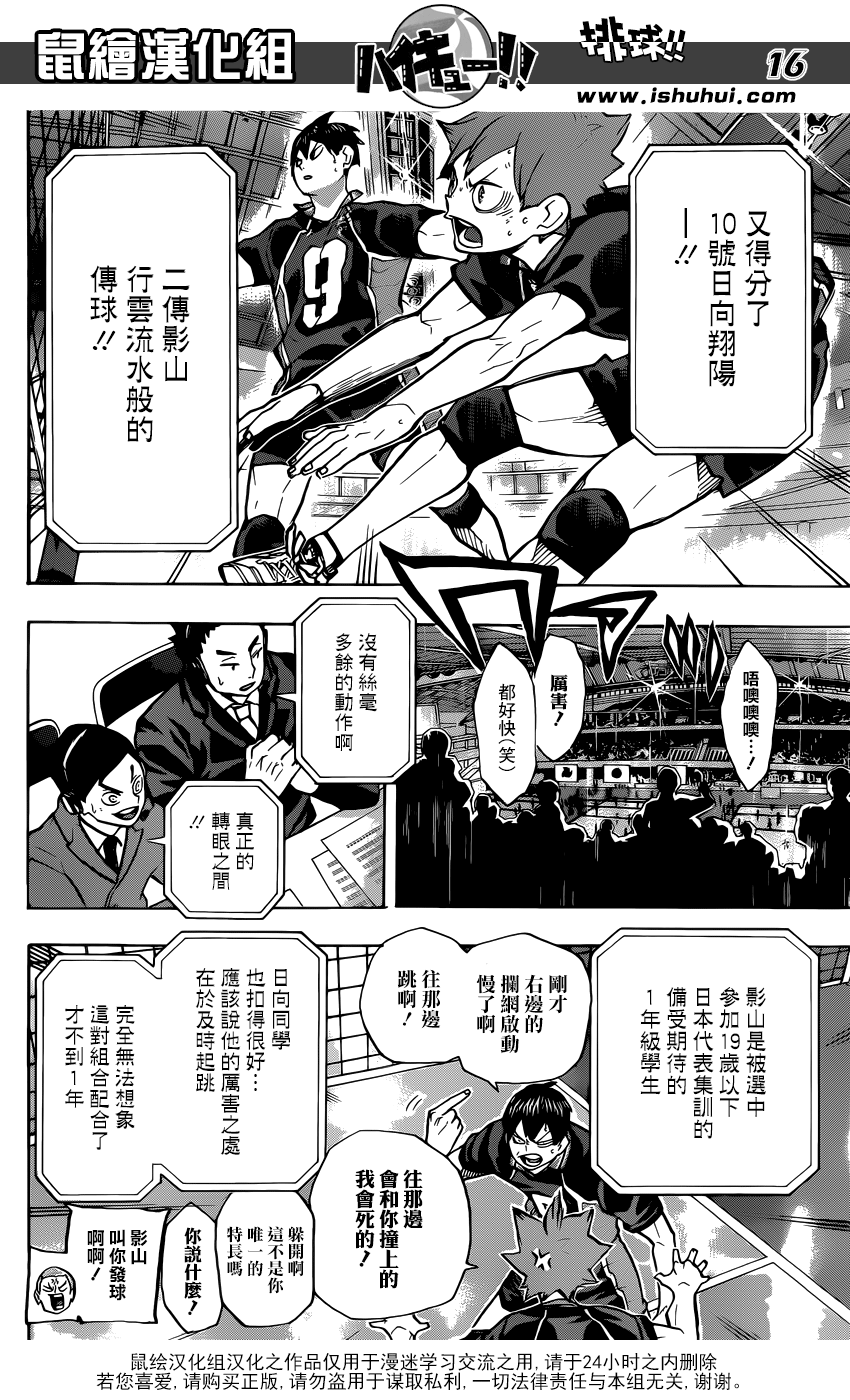 鼠繪漢化組
ハイキュー!!
排球!!
16
www.ishuhui.com
又得分了
10號日向翔陽
—!!
二傳影山
行雲流水般的
傳球!!
唔噢噢噢…!
厲害!
都好快(笑)
沒有絲毫
多餘的動作啊
真正的
轉眼之間
!!
影山是被選中
參加19歲以下
日本代表集訓的
備受期待的
1年級學生
剛才
右邊的
攔網啟動
慢了啊
往那邊
跳啊!
日向同學
也扣得很好…
應該說他的厲害之處
在於及時起跳
完全無法想象
這對組合配合了
才不到1年
往那邊
會和你撞上的
我會死的!
躲開啊
這不是你
唯一的
特長嗎
你說什麼!
影山
叫你發球
啊啊!
鼠绘汉化组汉化之作品仅用于漫迷学习交流之用,请于24小时之内删除
若您喜爱,请购买正版,请勿盗用于谋取私利,一切法律责任与本组无关,谢谢。